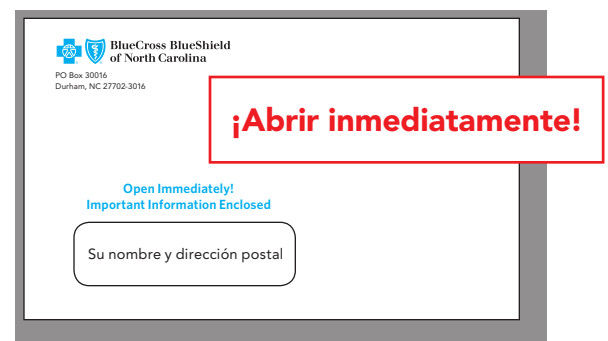 BlueCross BlueShield
of North Carolina
PO Box 30016
Durham, NC 27702-3016
¡Abrir inmediatamente!
Open Immediately!
Important Information Enclosed
Su nombre y dirección postal